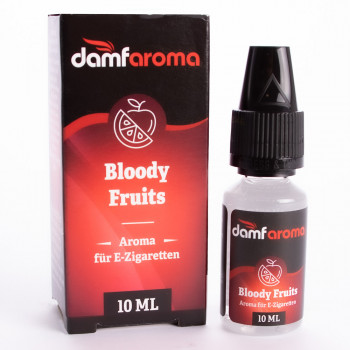 damfaroma
Bloody
Fruits
Aroma
für E-Zigaretten
10 ML
damfaroma
Bloody Fruits
Aroma für E-Zigaretten
10 ML